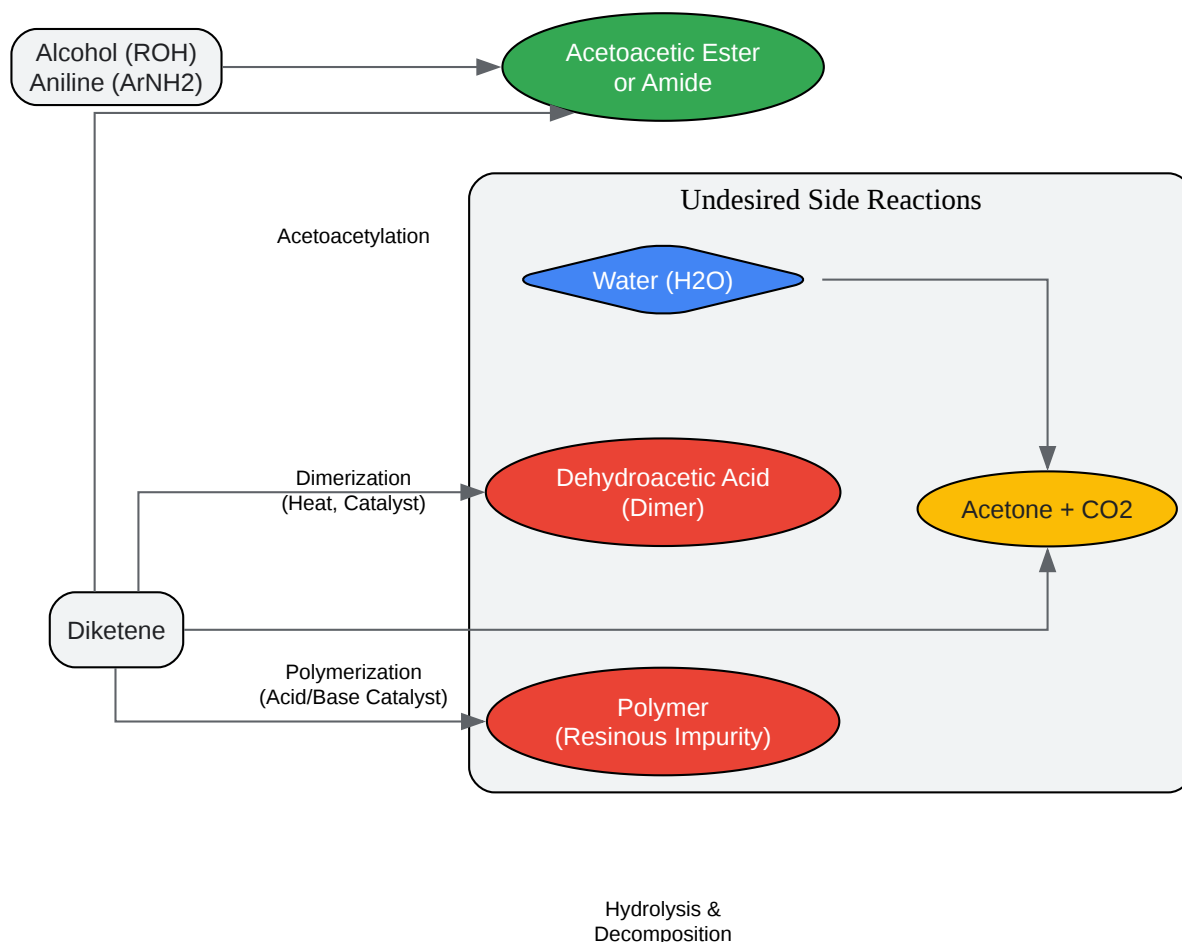 Alcohol (ROH)
Aniline (ArNH2)
Acetoacetic Ester
or Amide
Undesired Side Reactions
Acetoacetylation
Water (H2O)
Dimerization
(Heat, Catalyst)
Dehydroacetic Acid
(Dimer)
Acetone + CO2
Diketene
Polymerization
(Acid/Base Catalyst)
Polymer
(Resinous Impurity)
Hydrolysis &
Decomposition